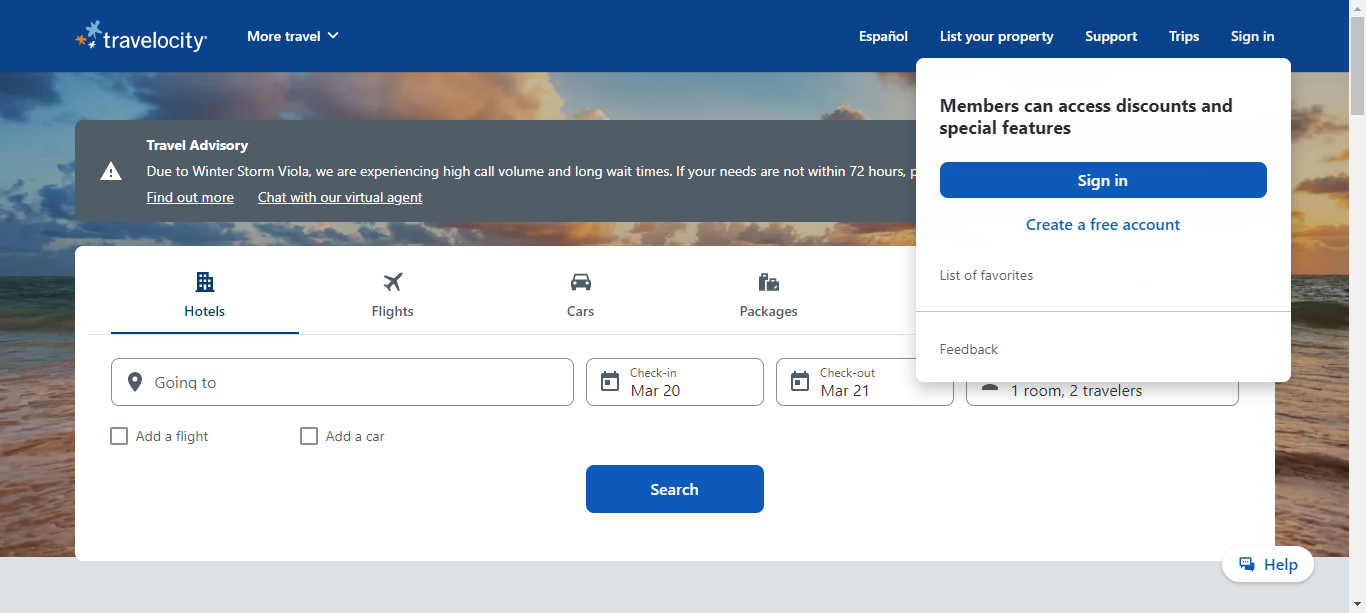 travelocity
More travel
Español
List your property
Support
Trips
Sign in
Members can access discounts and
special features
Sign in
Create a free account
List of favorites
Feedback
Travel Advisory
Due to Winter Storm Viola, we are experiencing high call volume and long wait times. If your needs are not within 72 hours,
Find out more
Chat with our virtual agent
Hotels
Flights
Cars
Packages
Going to
Check-in
Mar 20
Check-out
Mar 21
1 room, 2 travelers
Add a flight
Add a car
Search
Help